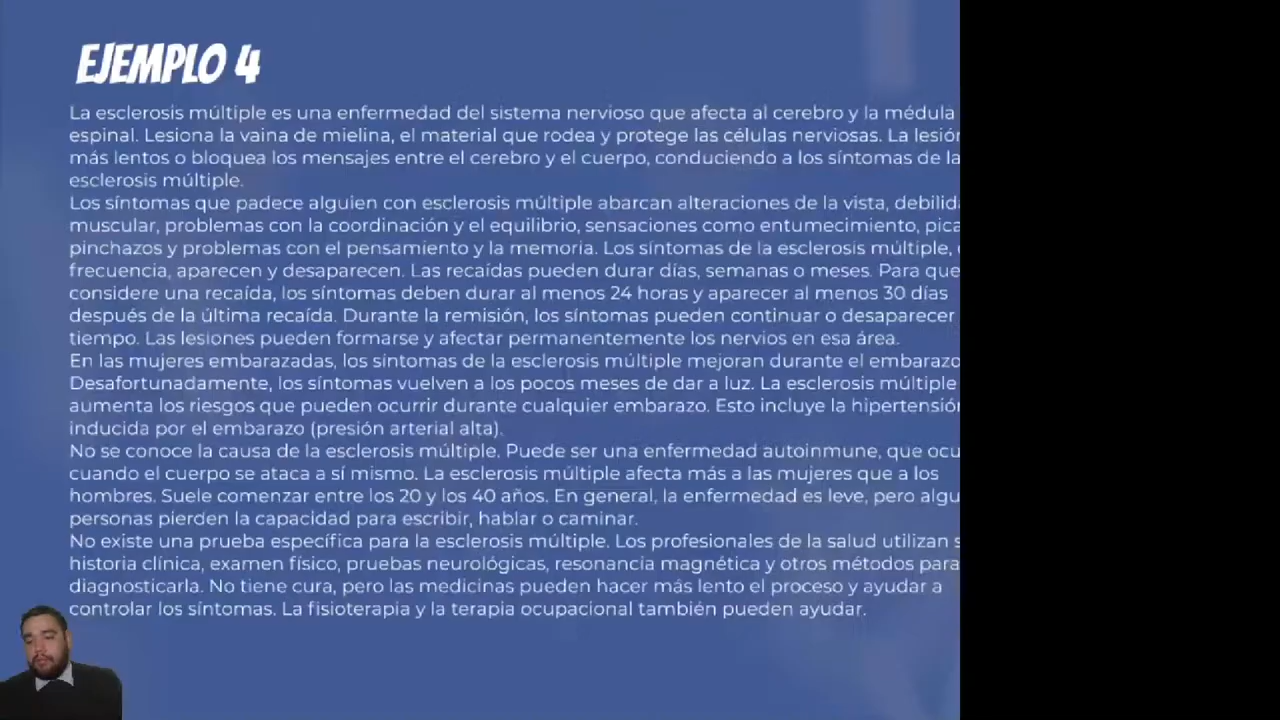 EJEMPLO 4
La esclerosis múltiple es una enfermedad del sistema nervioso que afecta al cerebro y la médula
espinal. Lesiona la vaina de mielina, el material que rodea y protege las células nerviosas. La lesión
más lentos o bloquea los mensajes entre el cerebro y el cuerpo, conduciendo a los síntomas de la
esclerosis múltiple.
Los síntomas que padece alguien con esclerosis múltiple abarcan alteraciones de la vista, debilid
muscular, problemas con la coordinación y el equilibrio, sensaciones como entumecimiento, pica
pinchazos y problemas con el pensamiento y la memoria. Los síntomas de la esclerosis múltiple,
frecuencia, aparecen y desaparecen. Las recaídas pueden durar días, semanas o meses. Para que
considere una recaída, los síntomas deben durar al menos 24 horas y aparecer al menos 30 días
después de la última recaída. Durante la remisión, los síntomas pueden continuar o desaparecer
tiempo. Las lesiones pueden formarse y afectar permanentemente los nervios en esa área.
En las mujeres embarazadas, los síntomas de la esclerosis múltiple mejoran durante el embarazo
Desafortunadamente, los síntomas vuelven a los pocos meses de dar a luz. La esclerosis múltiple
aumenta los riesgos que pueden ocurrir durante cualquier embarazo. Esto incluye la hipertensión
inducida por el embarazo (presión arterial alta).
No se conoce la causa de la esclerosis múltiple. Puede ser una enfermedad autoinmune, que ocu
cuando el cuerpo se ataca a sí mismo. La esclerosis múltiple afecta más a las mujeres que a los
hombres. Suele comenzar entre los 20 y los 40 años. En general, la enfermedad es leve, pero algu
personas pierden la capacidad para escribir, hablar o caminar.
No existe una prueba específica para la esclerosis múltiple. Los profesionales de la salud utilizan s
historia clínica, examen físico, pruebas neurológicas, resonancia magnética y otros métodos para
diagnosticarla. No tiene cura, pero las medicinas pueden hacer más lento el proceso y ayudar a
controlar los síntomas. La fisioterapia y la terapia ocupacional también pueden ayudar.